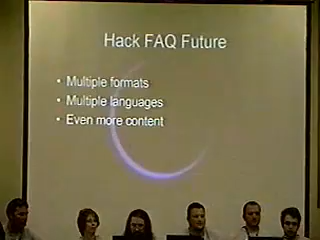 Hack FAQ Future
• Multiple formats
• Multiple languages
• Even more content